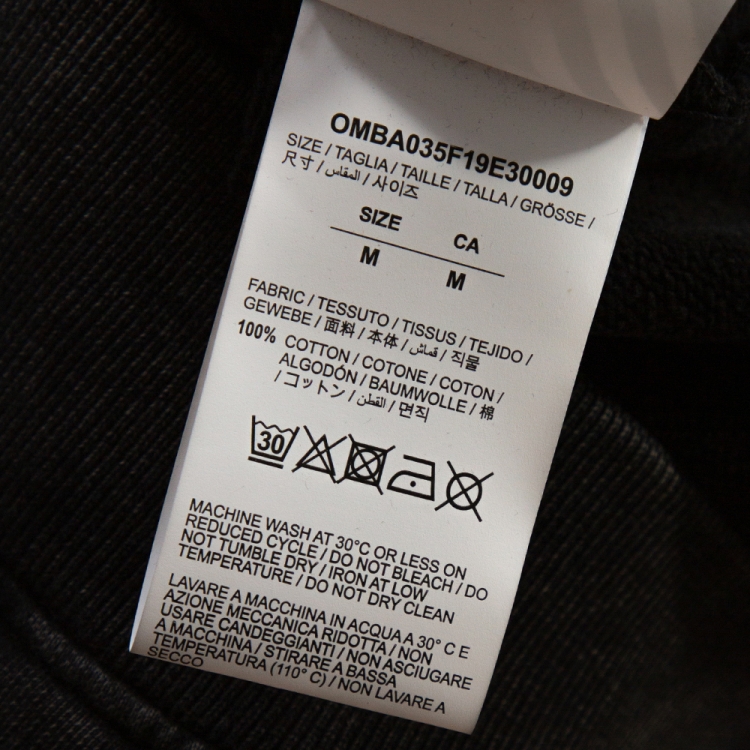 OMBA035F19E30009
SIZE / TAGLIA / TAILLE / TALLA / GRÖSSE /
尺寸 / المقاس / 사이즈
SIZE CA
M M
FABRIC / TESSUTO / TISSUS / TEJIDO /
GEWEBE / 面料 / 本体 / قماش / 직물
100% COTTON / COTONE / COTON /
ALGODÓN / BAUMWOLLE / 棉
/ コットン / القطن / 면직
30
MACHINE WASH AT 30°C OR LESS ON
REDUCED CYCLE / DO NOT BLEACH / DO
NOT TUMBLE DRY / IRON AT LOW
TEMPERATURE / DO NOT DRY CLEAN
LAVARE A MACCHINA IN ACQUA A 30° C E
AZIONE MECCANICA RIDOTTA / NON
USARE CANDEGGIANTI / NON ASCIUGARE
A MACCHINA / STIRARE A BASSA
TEMPERATURA (110° C) / NON LAVARE A
SECCO